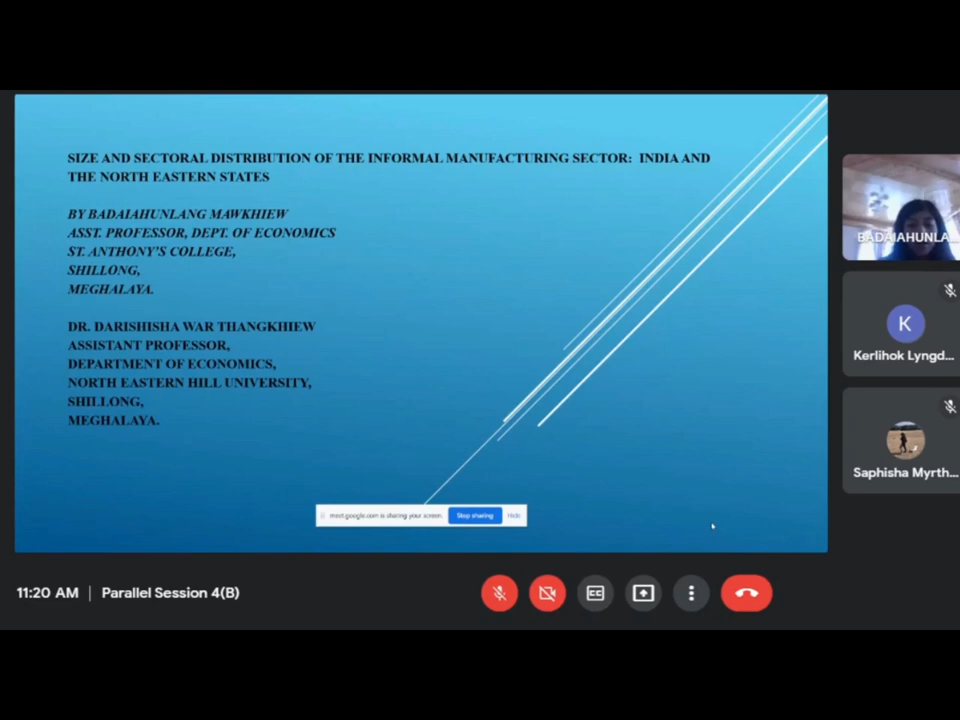 SIZE AND SECTORAL DISTRIBUTION OF THE INFORMAL MANUFACTURING SECTOR: INDIA AND
THE NORTH EASTERN STATES
BY BADAIAHUNLANG MAWKHIEW
ASST. PROFESSOR, DEPT. OF ECONOMICS
ST. ANTHONY'S COLLEGE,
SHILLONG,
MEGHALAYA.
DR. DARISHISHA WAR THANGKHIEW
ASSISTANT PROFESSOR,
DEPARTMENT OF ECONOMICS,
NORTH EASTERN HILL UNIVERSITY,
SHILLONG,
MEGHALAYA.
meet.google.com is sharing your screen. Stop sharing Hide
BADAIAHUNLA...
K
Kerlihok Lyngd...
Saphisha Myrth...
11:20 AM | Parallel Session 4(B)
CC